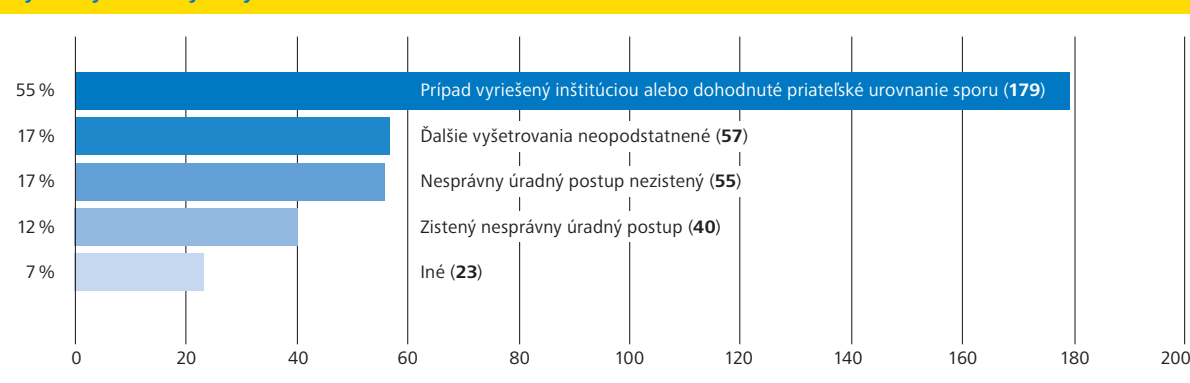 55 % Prípad vyriešený inštitúciou alebo dohodnuté priateľské urovnanie sporu (179)
17 % Ďalšie vyšetrovania neopodstatnené (57)
17 % Nesprávny úradný postup nezistený (55)
12 % Zistený nesprávny úradný postup (40)
7 % Iné (23)
0 20 40 60 80 100 120 140 160 180 200